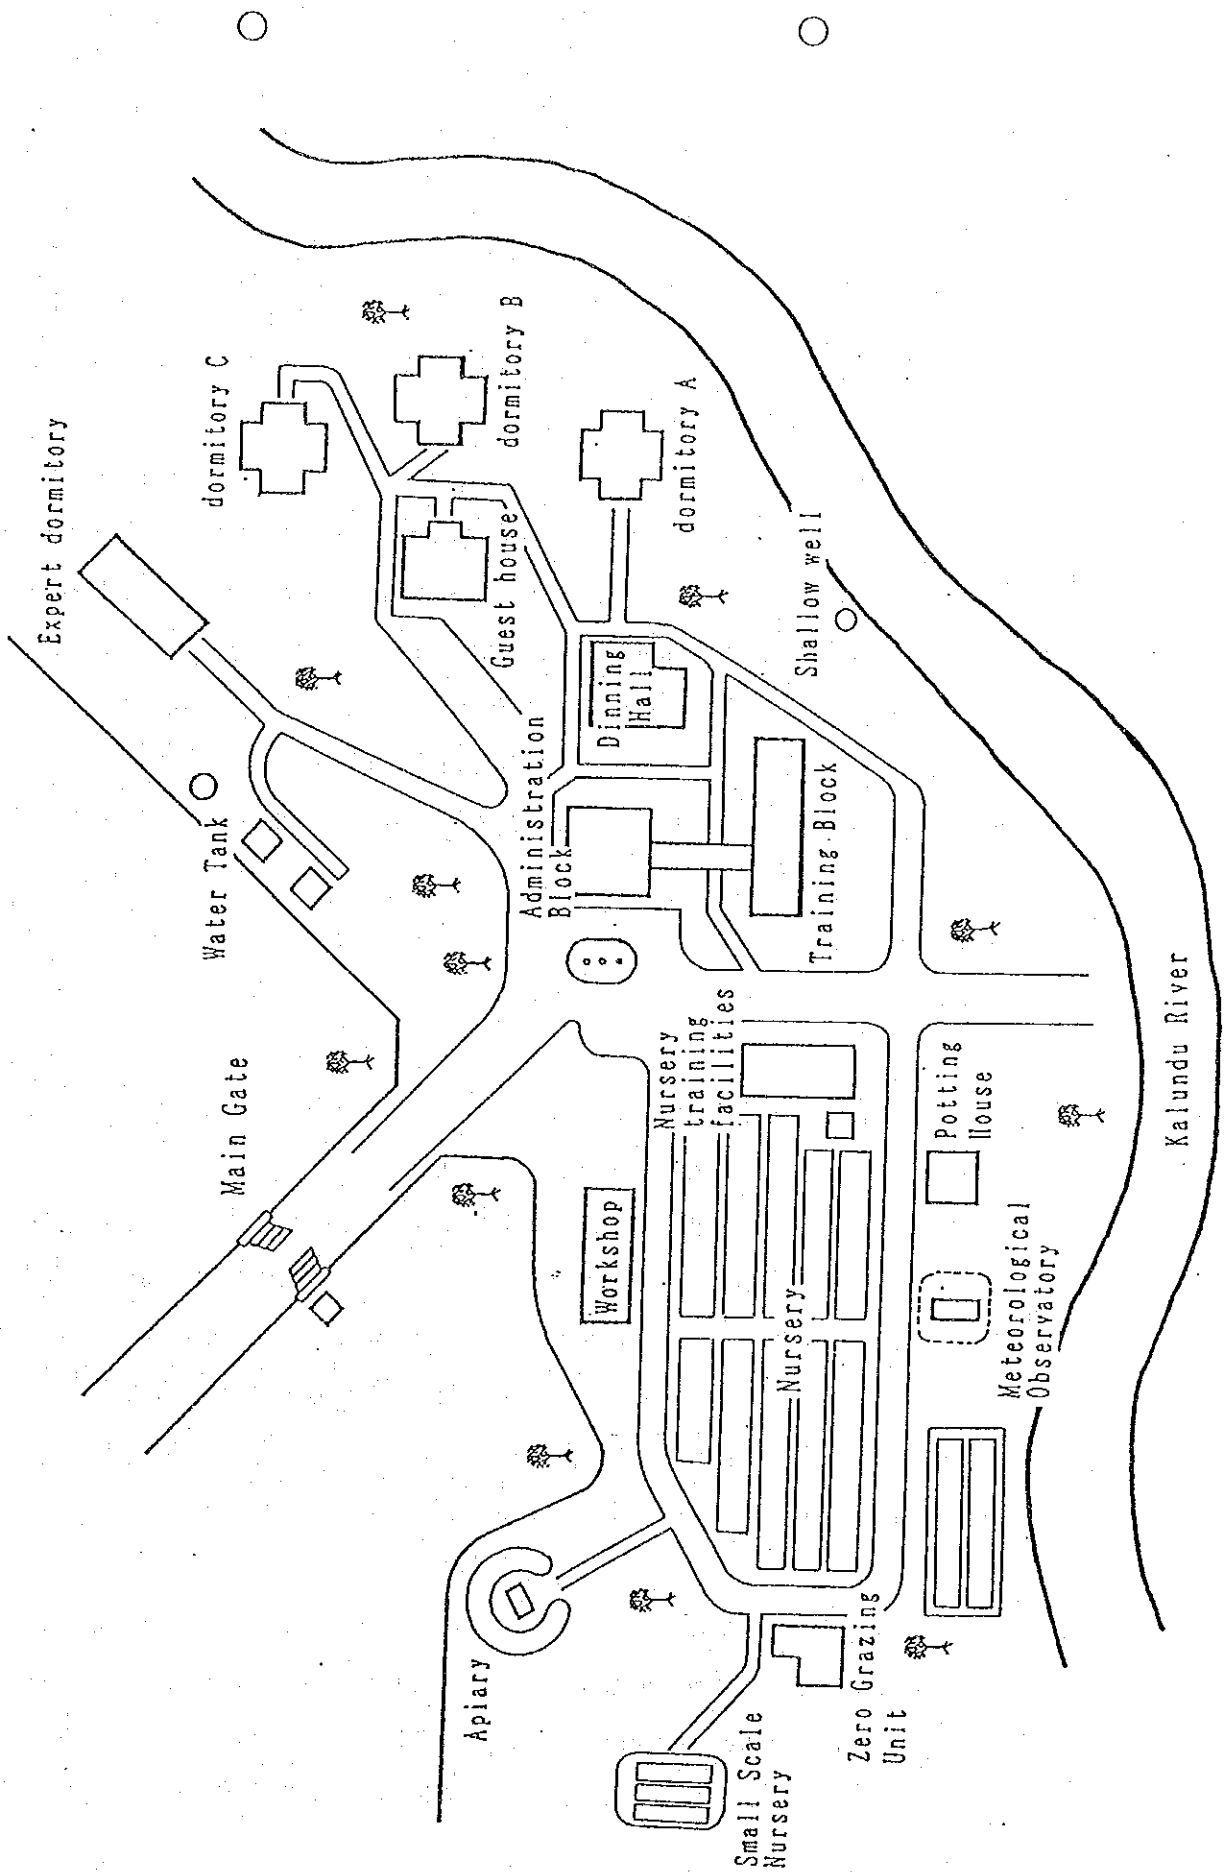 Expert dormitory
dormitory C
dormitory B
dormitory A
Guest house
Water Tank
Main Gate
Administration
Block
Dinning
Hall
Shallow well
Training Block
Nursery
training
facilities
Workshop
Nursery
Potting
House
Meteorological
Observatory
Kalundu River
Apiary
Small Scale
Nursery
Zero Grazing
Unit